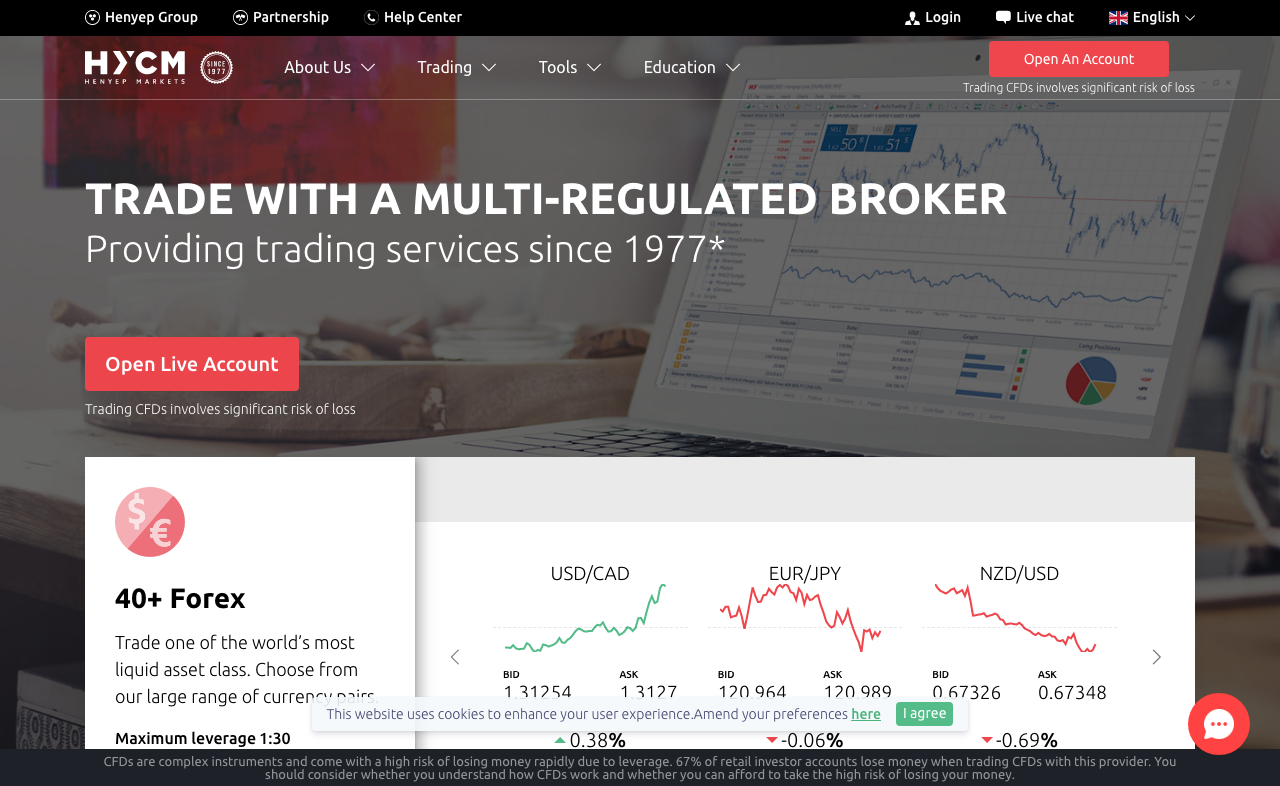 Henyep Group
Partnership
Help Center
Login
Live chat
English
HYCM
HENYEP MARKETS
SINCE
1977
About Us
Trading
Tools
Education
Open An Account
Trading CFDs involves significant risk of loss
TRADE WITH A MULTI-REGULATED BROKER
Providing trading services since 1977*
Open Live Account
Trading CFDs involves significant risk of loss
Long Positions
$
€
40+ Forex
Trade one of the world's most
liquid asset class. Choose from
our large range of currency pairs.
Maximum leverage 1:30
USD/CAD
BID
ASK
1.31254
1.3127
0.38%
EUR/JPY
BID
ASK
120.964
120.989
-0.06%
NZD/USD
BID
ASK
0.67326
0.67348
-0.69%
This website uses cookies to enhance your user experience.Amend your preferences here
I agree
CFDs are complex instruments and come with a high risk of losing money rapidly due to leverage. 67% of retail investor accounts lose money when trading CFDs with this provider. You
should consider whether you understand how CFDs work and whether you can afford to take the high risk of losing your money.